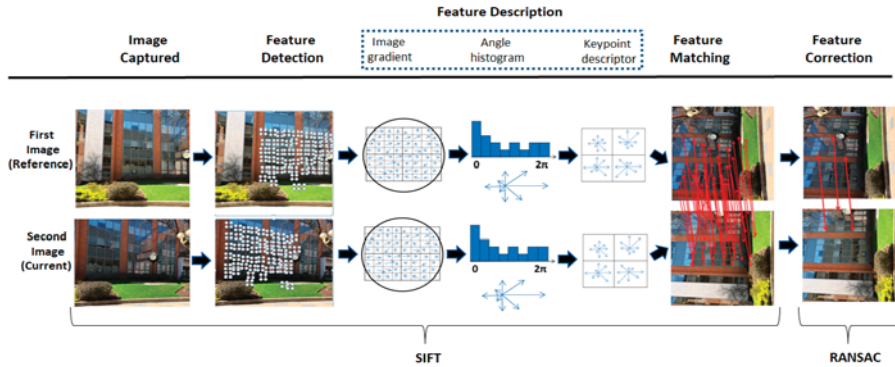 Feature Description
Image Captured
Feature Detection
Image gradient
Angle histogram
Keypoint descriptor
Feature Matching
Feature Correction
First Image (Reference)
0 2π
Second Image (Current)
0 2π
SIFT
RANSAC